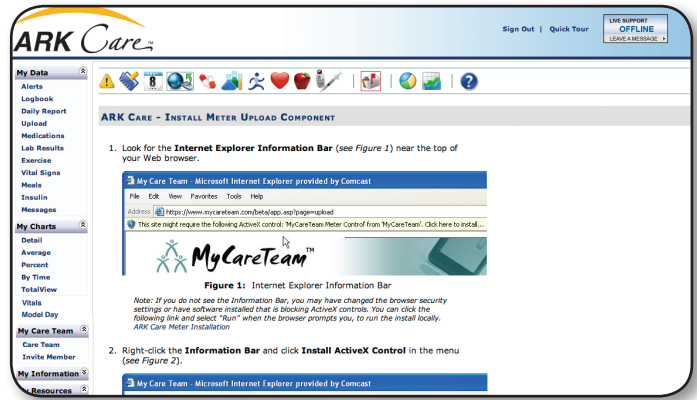 ARK Care™
Sign Out | Quick Tour
LIVE SUPPORT
OFFLINE
LEAVE A MESSAGE
My Data
Alerts
Logbook
Daily Report
Upload
Medications
Lab Results
Exercise
Vital Signs
Meals
Insulin
Messages
My Charts
Detail
Average
Percent
By Time
TotalView
Vitals
Model Day
My Care Team
Care Team
Invite Member
My Information
My Resources
8
ARK Care - Install Meter Upload Component
1. Look for the Internet Explorer Information Bar (see Figure 1) near the top of
your Web browser.
My Care Team - Microsoft Internet Explorer provided by Comcast
File Edit View Favorites Tools Help
Address https://www.mycareteam.com/beta/app.asp?page=upload
This site might require the following ActiveX control: 'MyCareTeam Meter Control' from 'MyCareTeam'. Click here to install...
MyCareTeam™
Figure 1: Internet Explorer Information Bar
Note: If you do not see the Information Bar, you may have changed the browser security
settings or have software installed that is blocking ActiveX controls. You can click the
following link and select "Run" when the browser prompts you, to run the install locally.
ARK Care Meter Installation
2. Right-click the Information Bar and click Install ActiveX Control in the menu
(see Figure 2).
My Care Team - Microsoft Internet Explorer provided by Comcast